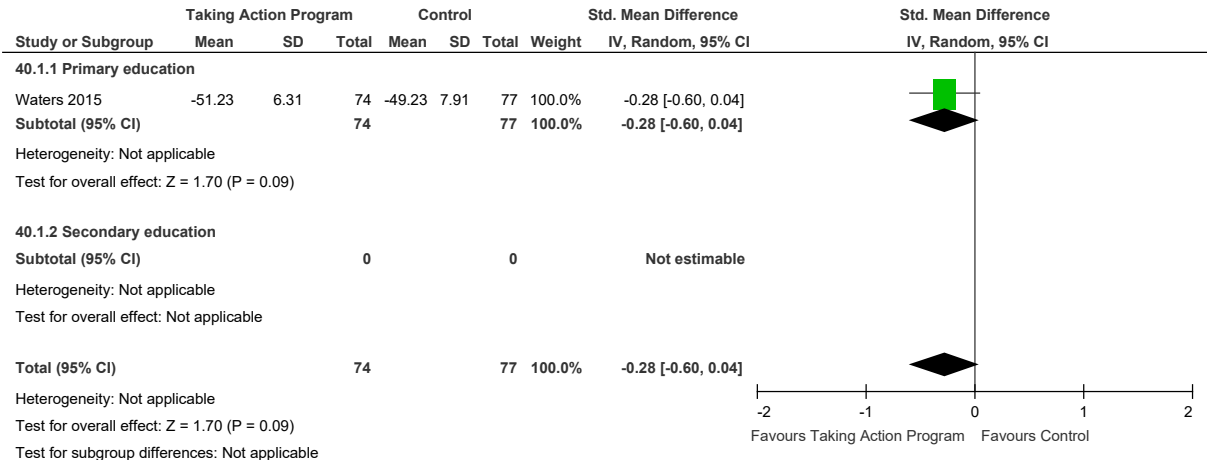 Taking Action Program Control Std. Mean Difference Std. Mean Difference
Study or Subgroup Mean SD Total Mean SD Total Weight IV, Random, 95% CI IV, Random, 95% CI
40.1.1 Primary education
Waters 2015 -51.23 6.31 74 -49.23 7.91 77 100.0% -0.28 [-0.60, 0.04]
Subtotal (95% CI) 74 77 100.0% -0.28 [-0.60, 0.04]
Heterogeneity: Not applicable
Test for overall effect: Z = 1.70 (P = 0.09)
40.1.2 Secondary education
Subtotal (95% CI) 0 0 Not estimable
Heterogeneity: Not applicable
Test for overall effect: Not applicable
Total (95% CI) 74 77 100.0% -0.28 [-0.60, 0.04]
Heterogeneity: Not applicable
Test for overall effect: Z = 1.70 (P = 0.09)
Test for subgroup differences: Not applicable
-2 -1 0 1 2
Favours Taking Action Program Favours Control